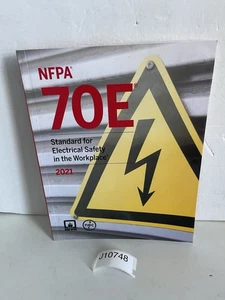 NFPA®
70E®
Standard for
Electrical Safety
in the Workplace
2021
J10748